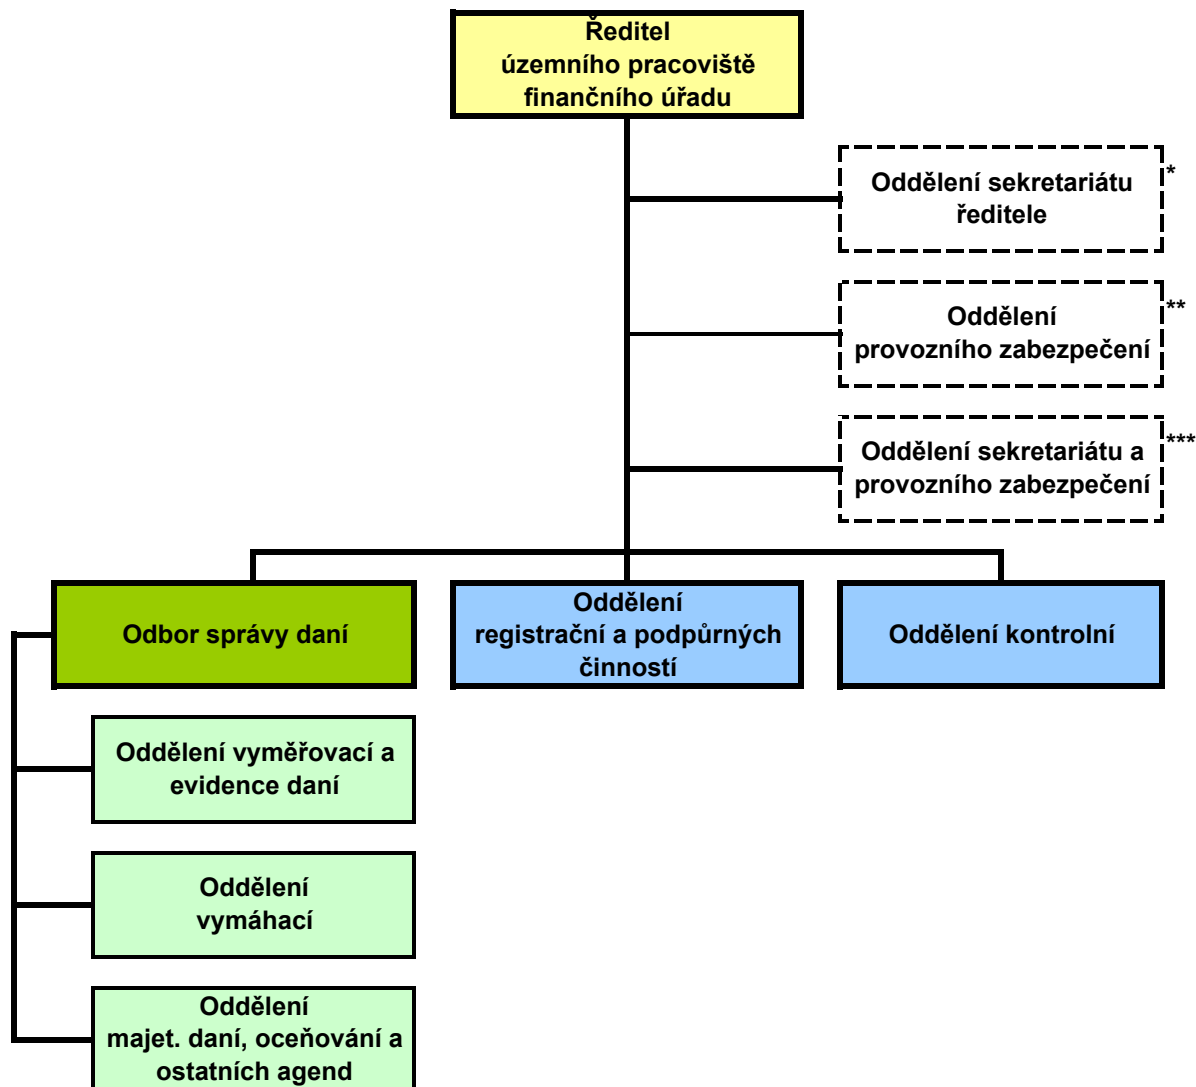 Ředitel
územního pracoviště
finančního úřadu
Oddělení sekretariátu
ředitele
*
Oddělení
provozního zabezpečení
**
Oddělení sekretariátu a
provozního zabezpečení
***
Odbor správy daní
Oddělení
registrační a podpůrných
činností
Oddělení kontrolní
Oddělení vyměřovací a
evidence daní
Oddělení
vymáhací
Oddělení
majet. daní, oceňování a
ostatních agend